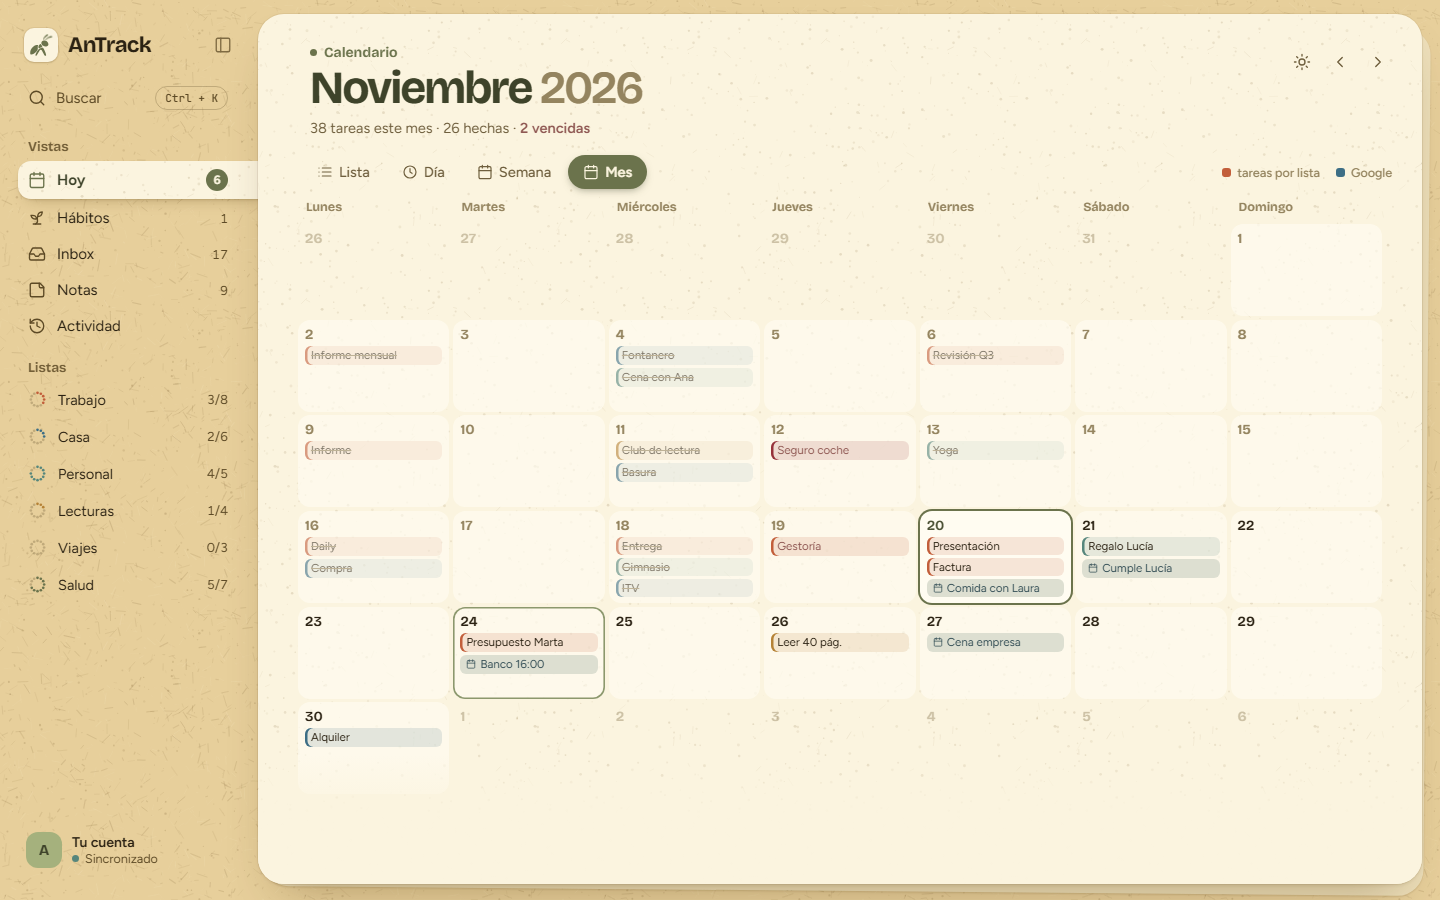 AnTrack
Buscar Ctrl + K
Vistas
Hoy 6
Hábitos 1
Inbox 17
Notas 9
Actividad
Listas
Trabajo 3/8
Casa 2/6
Personal 4/5
Lecturas 1/4
Viajes 0/3
Salud 5/7
A
Tu cuenta
Sincronizado
Calendario
Noviembre 2026
38 tareas este mes · 26 hechas · 2 vencidas
Lista Día Semana Mes
tareas por lista Google
Lunes Martes Miércoles Jueves Viernes Sábado Domingo
26 27 28 29 30 31 1
2 3 4 5 6 7 8
Informe mensual Fontanero Revisión Q3
Cena con Ana
9 10 11 12 13 14 15
Informe Club de lectura Seguro coche Yoga
Basura
16 17 18 19 20 21 22
Daily Entrega Gestoría Presentación Regalo Lucía
Compra Gimnasio Factura Cumple Lucía
ITV Comida con Laura
23 24 25 26 27 28 29
Presupuesto Marta Leer 40 pág. Cena empresa
Banco 16:00
30 1 2 3 4 5 6
Alquiler